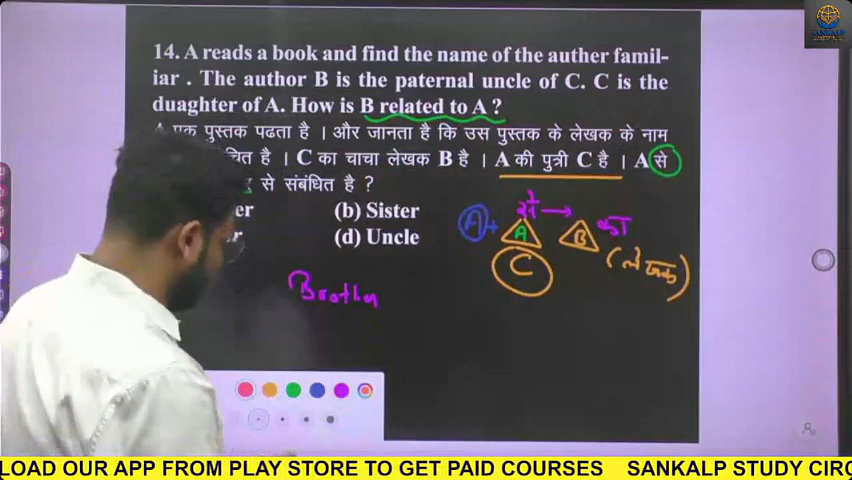 SANKALP
14. A reads a book and find the name of the auther famil-
iar . The author B is the paternal uncle of C. C is the
duaghter of A. How is B related to A ?
एक पुस्तक पढता है । और जानता है कि उस पुस्तक के लेखक के नाम
है । C का चाचा लेखक B है । A की पुत्री C है । A से
से संबंधित है ?
(b) Sister
(d) Uncle
A + A B का
C (लेखक)
Brother
LOAD OUR APP FROM PLAY STORE TO GET PAID COURSES SANKALP STUDY CIRC